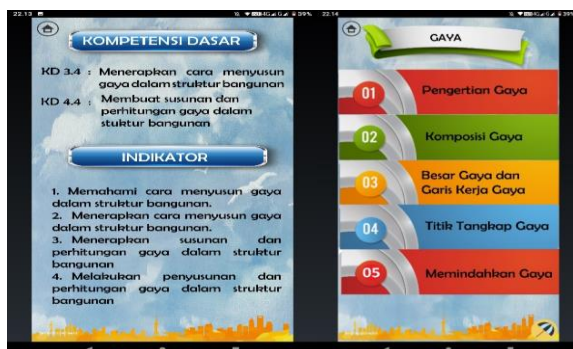 22.13
39%
KOMPETENSI DASAR
KD 3.4 : Menerapkan cara menyusun
gaya dalam struktur bangunan
KD 4.4 : Membuat susunan dan
perhitungan gaya dalam
stuktur bangunan
INDIKATOR
1. Memahami cara menyusun gaya
dalam struktur bangunan.
2. Menerapkan cara menyusun gaya
dalam struktur bangunan.
3. Menerapkan susunan dan
perhitungan gaya dalam struktur
bangunan
4. Melakukan penyusunan dan
perhitungan gaya dalam struktur
bangunan
22.14
39%
GAYA
01 Pengertian Gaya
02 Komposisi Gaya
03 Besar Gaya dan
Garis Kerja Gaya
04 Titik Tangkap Gaya
05 Memindahkan Gaya